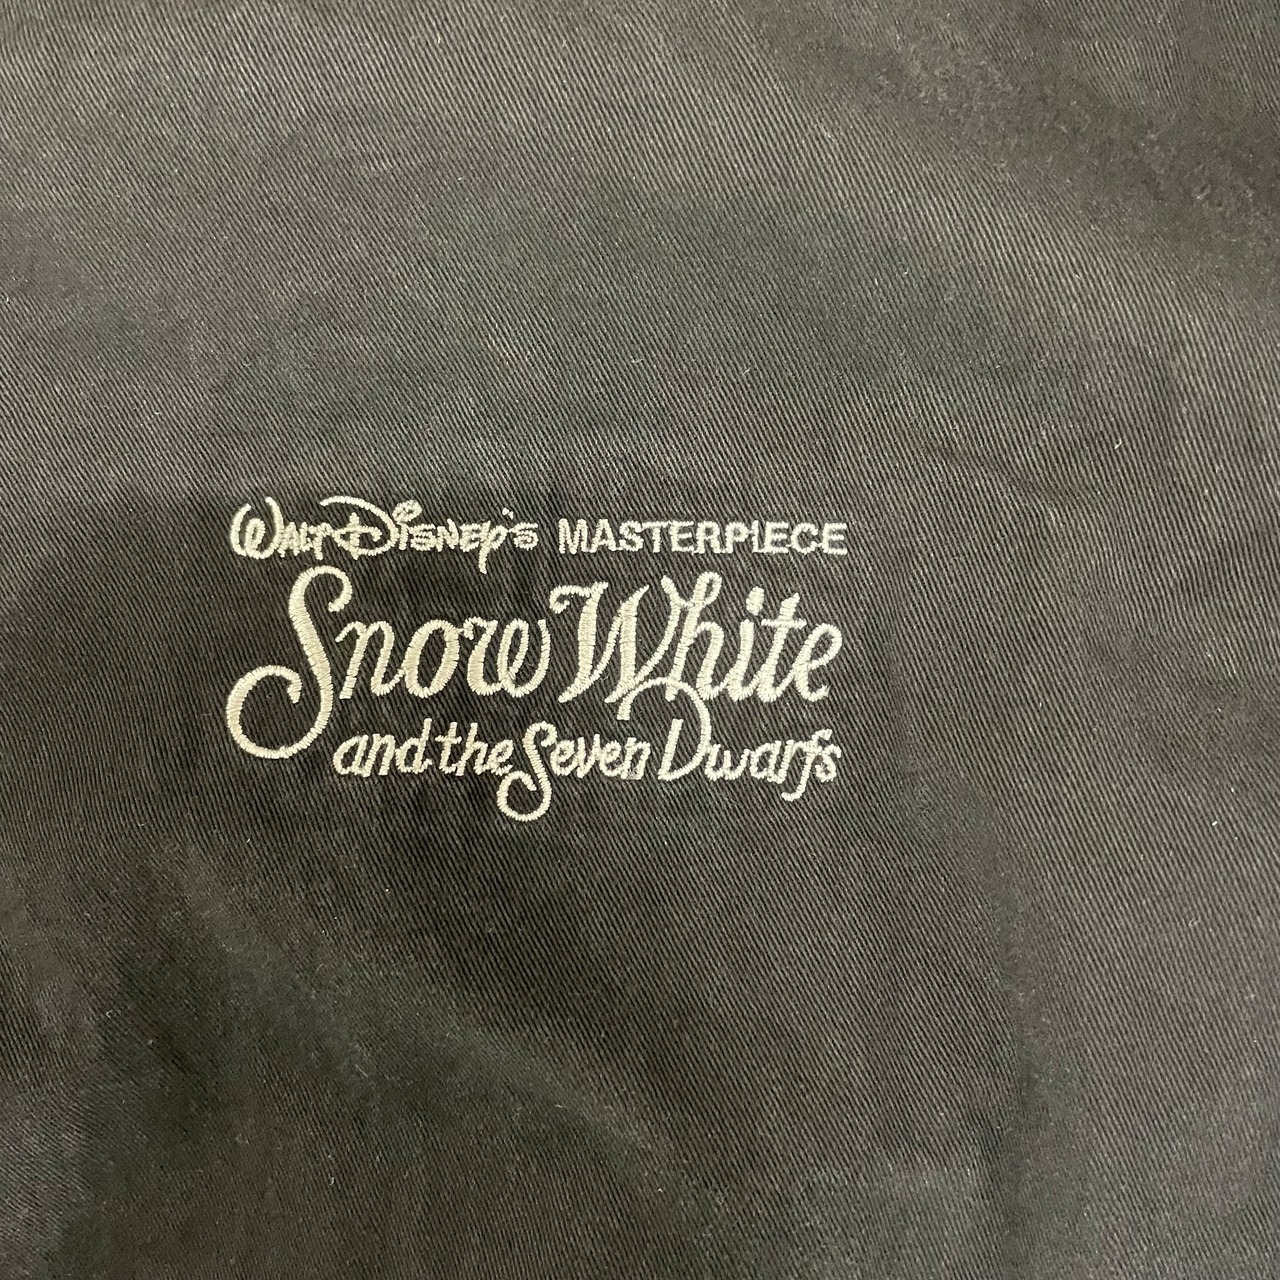 WALT DISNEY'S MASTERPIECE
Snow White
and the Seven Dwarfs